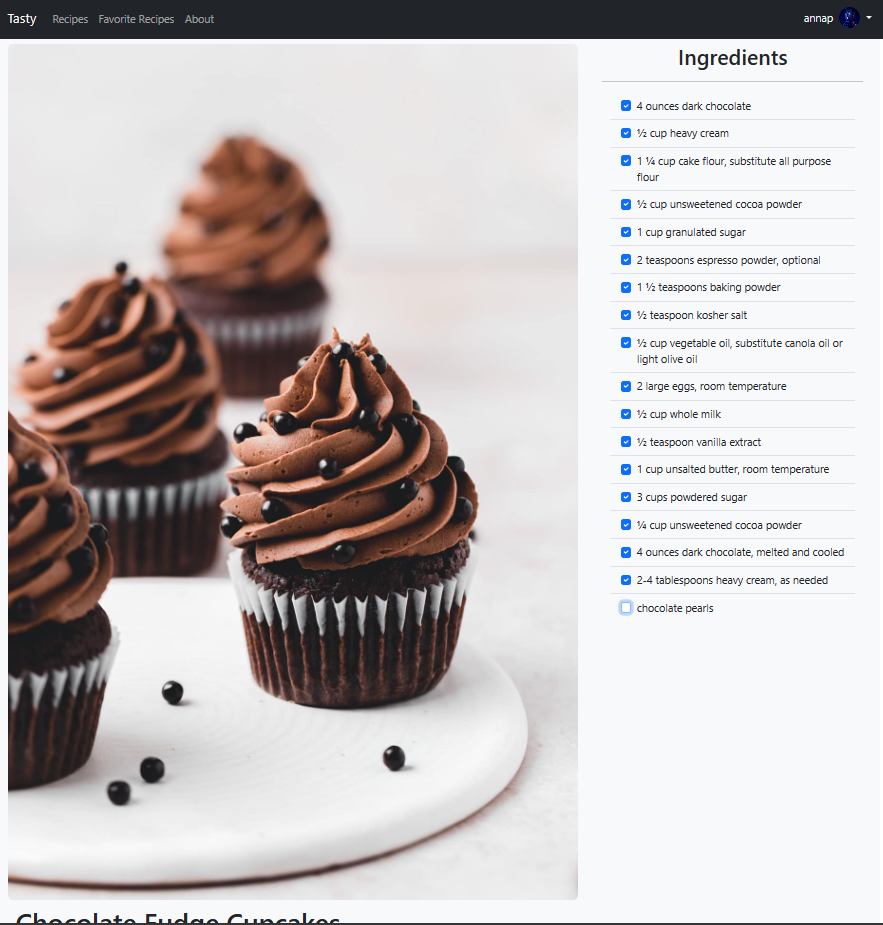 Tasty Recipes Favorite Recipes About annap
Ingredients
4 ounces dark chocolate
½ cup heavy cream
1 ¼ cup cake flour, substitute all purpose
flour
½ cup unsweetened cocoa powder
1 cup granulated sugar
2 teaspoons espresso powder, optional
1 ½ teaspoons baking powder
½ teaspoon kosher salt
½ cup vegetable oil, substitute canola oil or
light olive oil
2 large eggs, room temperature
½ cup whole milk
½ teaspoon vanilla extract
1 cup unsalted butter, room temperature
3 cups powdered sugar
¼ cup unsweetened cocoa powder
4 ounces dark chocolate, melted and cooled
2-4 tablespoons heavy cream, as needed
chocolate pearls
Chocolate Fudge Cupcakes